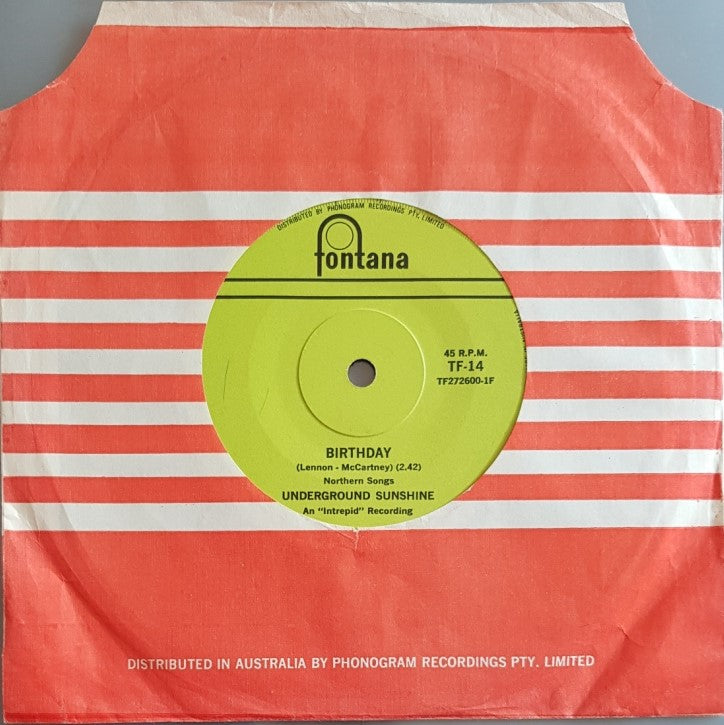 DISTRIBUTED BY PHONOGRAM RECORDINGS PTY. LIMITED
fontana
45 R.P.M.
TF-14
TF272600-1F
BIRTHDAY
(Lennon - McCartney) (2.42)
Northern Songs
UNDERGROUND SUNSHINE
An "Intrepid" Recording
DISTRIBUTED IN AUSTRALIA BY PHONOGRAM RECORDINGS PTY. LIMITED